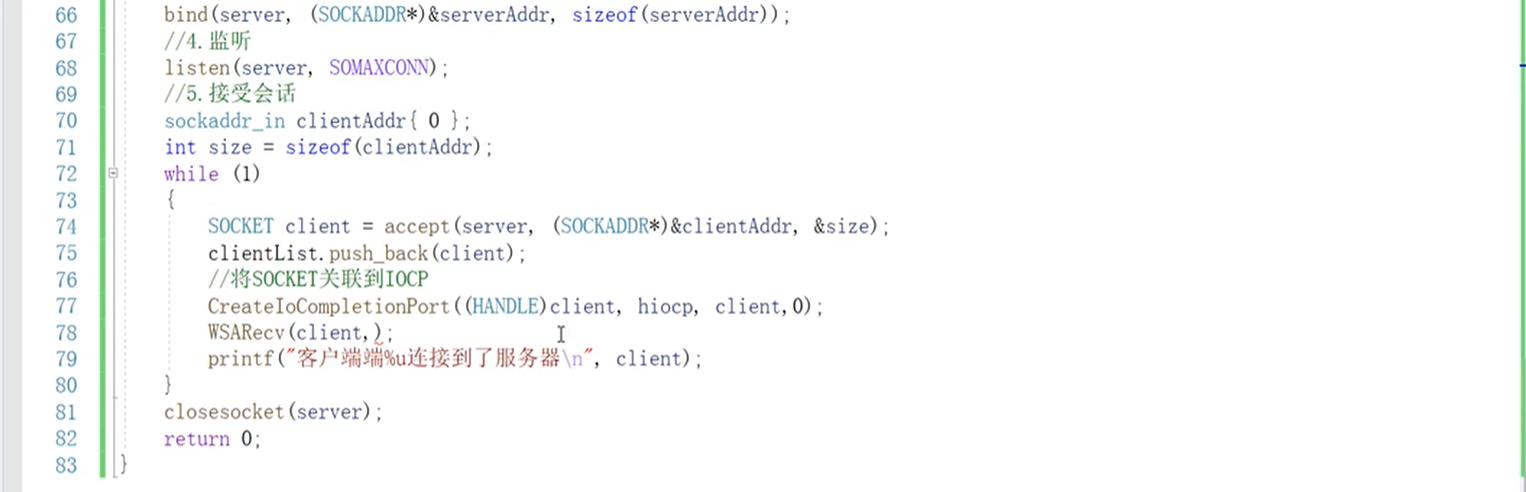 66 bind(server, (SOCKADDR*)&serverAddr, sizeof(serverAddr));
67 //4.监听
68 listen(server, SOMAXCONN);
69 //5.接受会话
70 sockaddr_in clientAddr{ 0 };
71 int size = sizeof(clientAddr);
72 while (1)
73 {
74 SOCKET client = accept(server, (SOCKADDR*)&clientAddr, &size);
75 clientList.push_back(client);
76 //将SOCKET关联到IOCP
77 CreateIoCompletionPort((HANDLE)client, hiocp, client,0);
78 WSARecv(client,);
79 printf("客户端端%u连接到了服务器\n", client);
80 }
81 closesocket(server);
82 return 0;
83 }